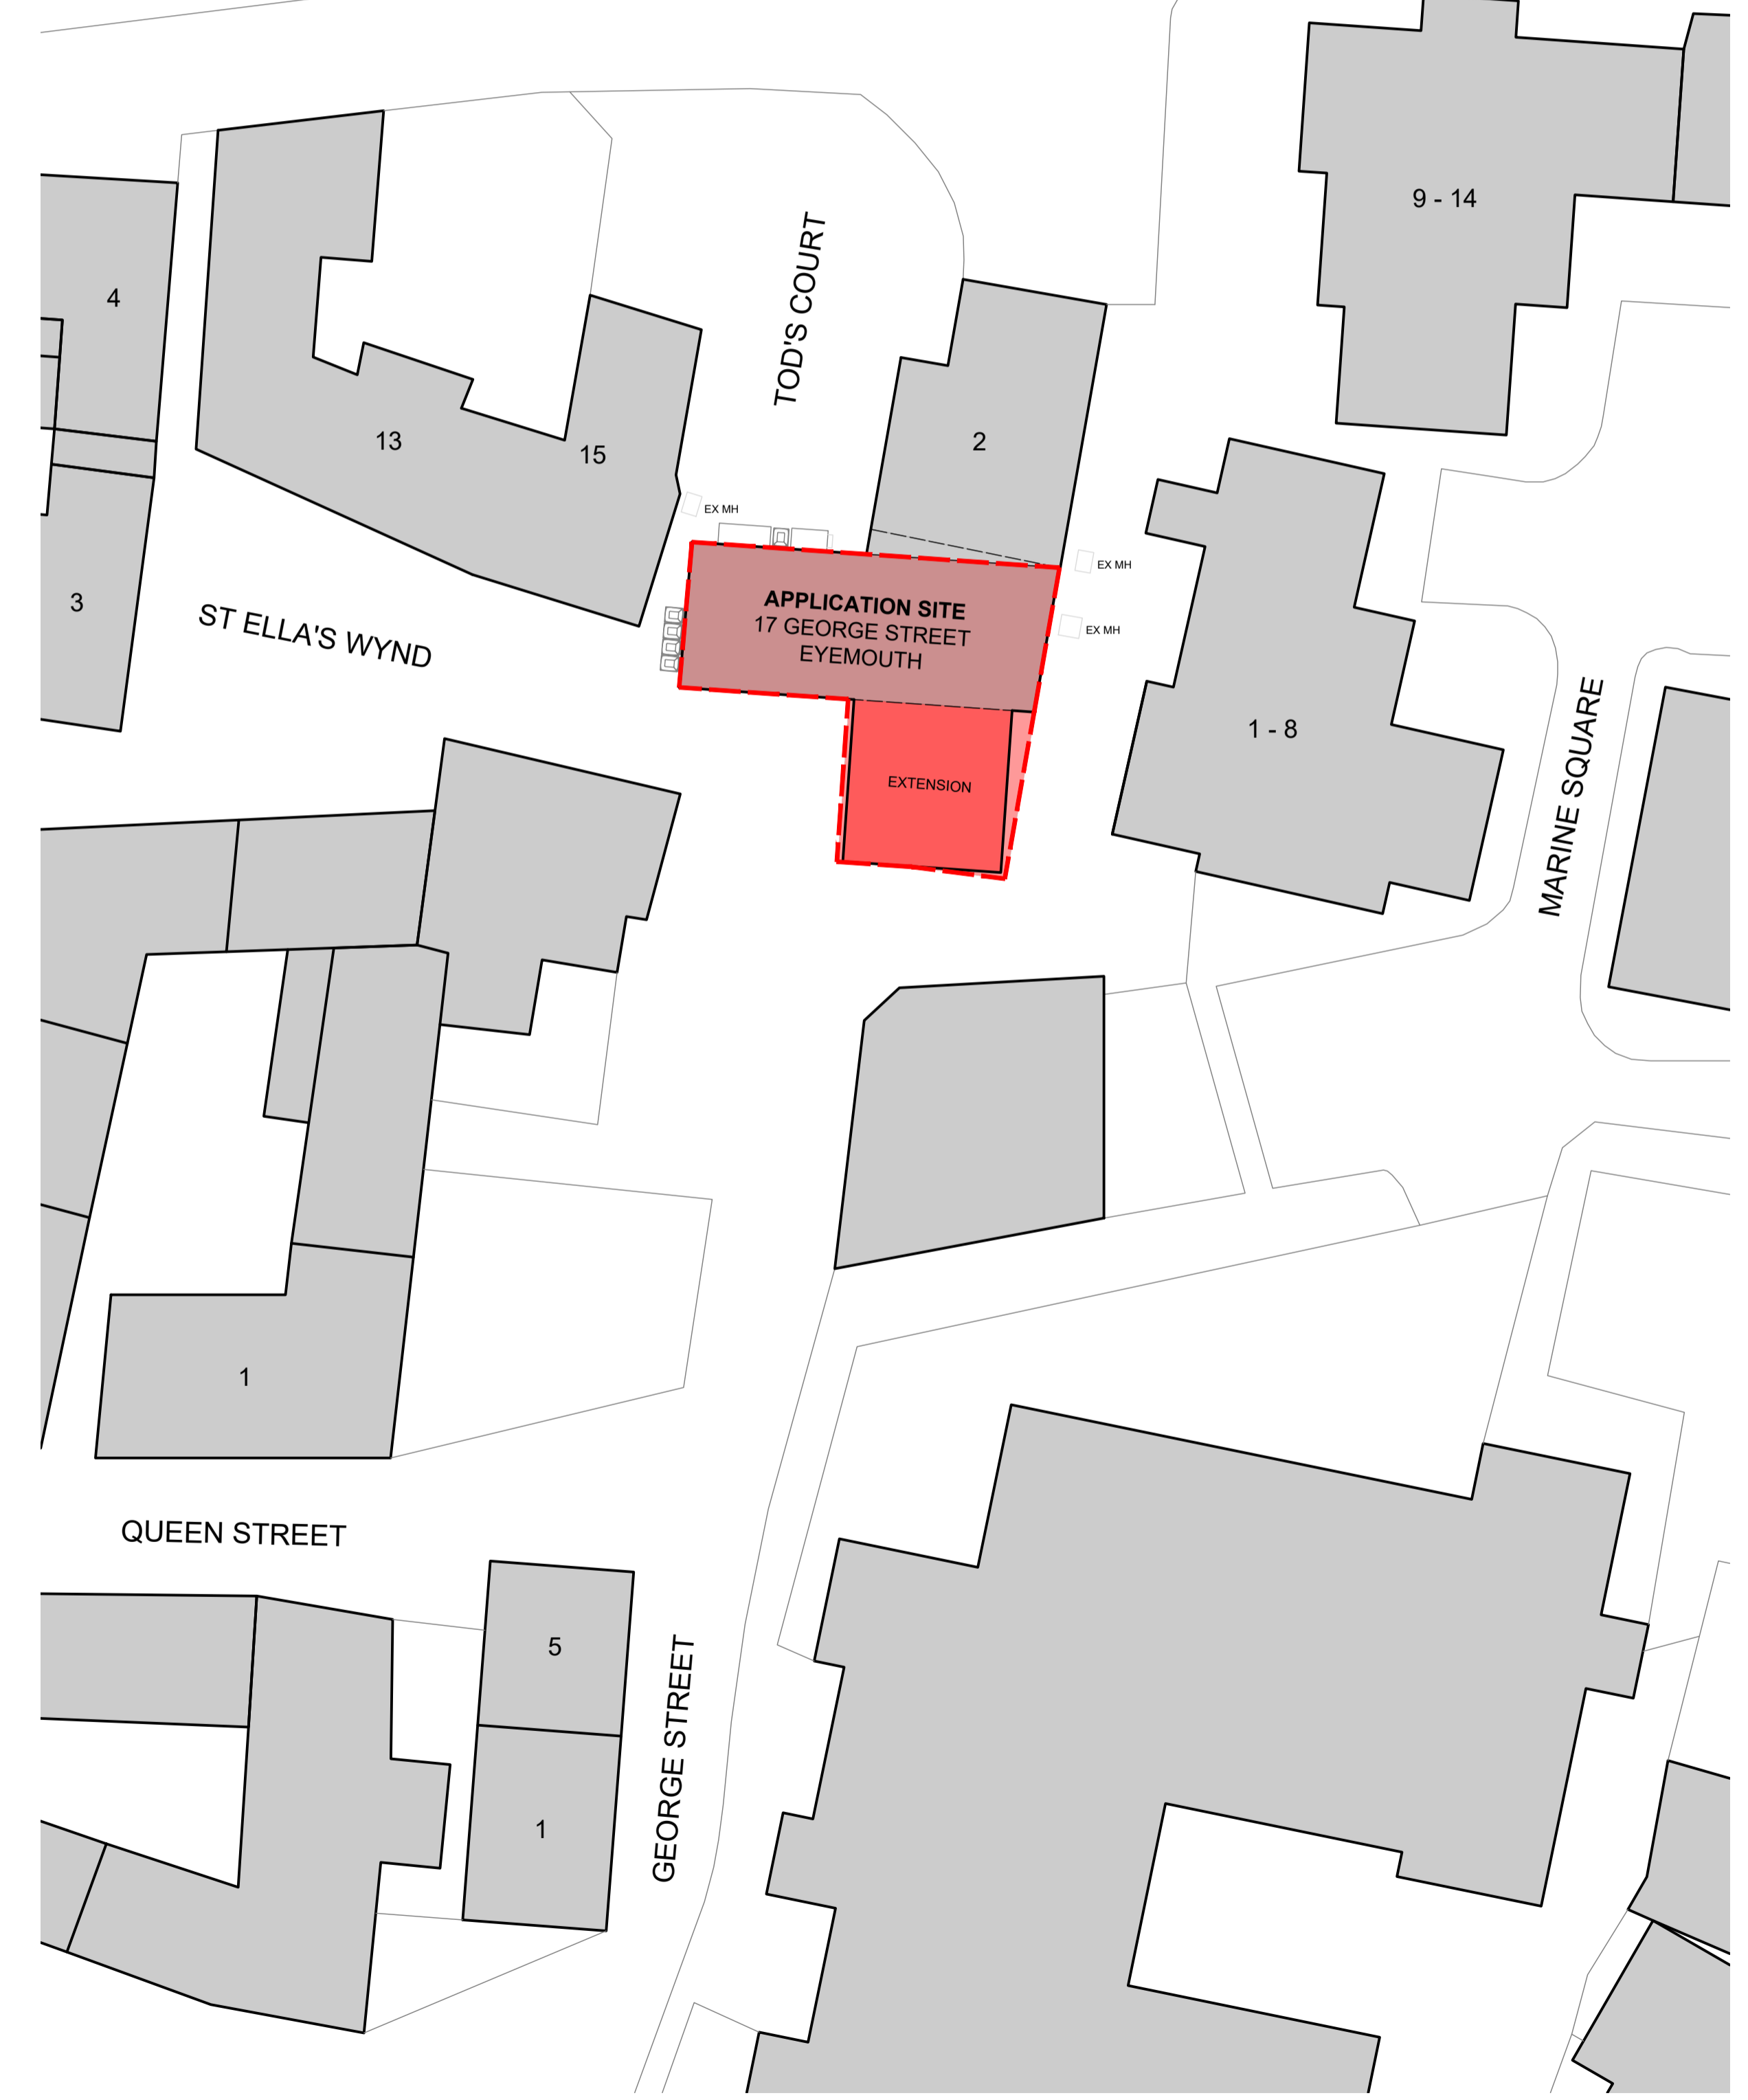 9 - 14
4
TOD'S COURT
13
15
2
EX MH
EX MH
3
ST ELLA'S WYND
APPLICATION SITE
17 GEORGE STREET
EYEMOUTH
EX MH
1 - 8
EXTENSION
MARINE SQUARE
1
QUEEN STREET
5
GEORGE STREET
1